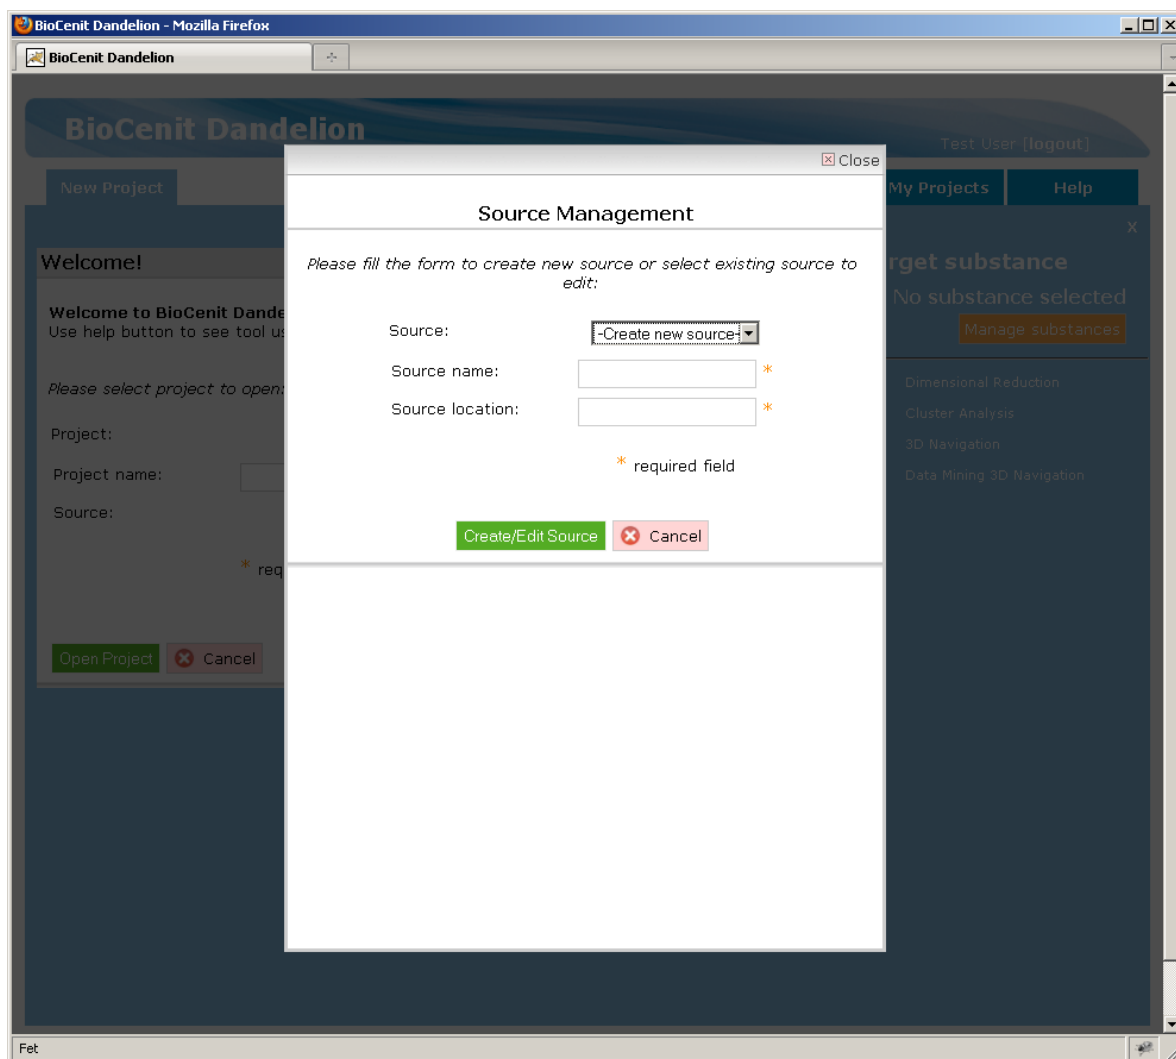 BioCenit Dandelion - Mozilla Firefox
BioCenit Dandelion
BioCenit Dandelion
Test User [logout]
New Project
My Projects
Help
Close
Source Management
Please fill the form to create new source or select existing source to
edit:
Source:
-Create new source-
Source name:
*
Source location:
*
* required field
Create/Edit Source
Cancel
Welcome!
Welcome to BioCenit
Use help button to see tool
Please select project to open:
Project:
Project name:
Source:
*
Open Project
Cancel
x
substance
No substance selected
Manage substances
Dimensional Reduction
Cluster Analysis
3D Navigation
Data Mining 3D Navigation
Fet